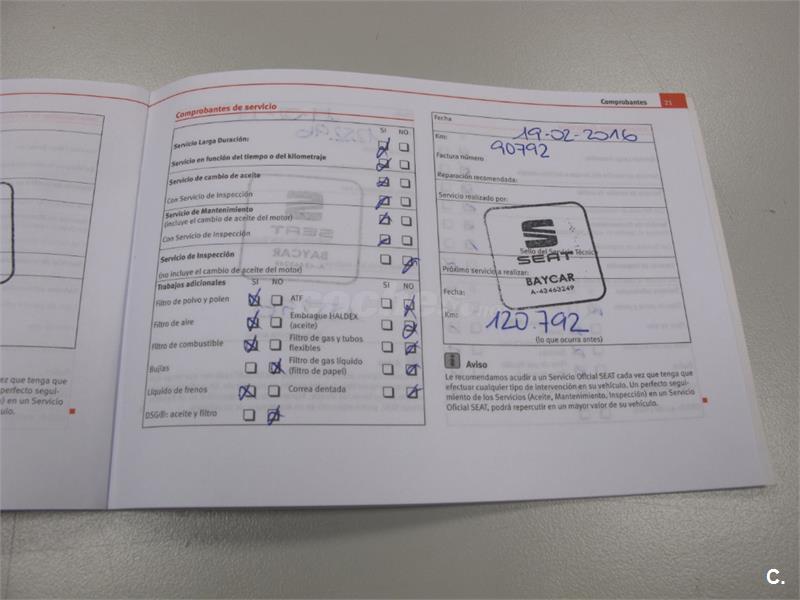 Comprobantes de servicio
SI NO
Servicio Larga Duración:
Servicio en función del tiempo o del kilometraje
Servicio de cambio de aceite
Con Servicio de Inspección
Servicio de Mantenimiento
(incluye el cambio de aceite del motor)
Con Servicio de Inspección
Servicio de Inspección
(no incluye el cambio de aceite del motor)
Trabajos adicionales SI NO SI NO
Filtro de polvo y polen
ATF
Filtro de aire
Embrague HALDEX
(aceite)
Filtro de combustible
Filtro de gas y tubos
flexibles
Bujías
Filtro de gas líquido
(filtro de papel)
Líquido de frenos
Correa dentada
DSG®: aceite y filtro
Comprobantes 21
Fecha
19-02-2016
Km:
90792
Factura número
Reparación recomendada:
Servicio realizado por:
SEAT
Sello del Servicio Técnico
BAYCAR
A-43463249
Próximo servicio a realizar:
Fecha:
Km:
120.792
(lo que ocurra antes)
Aviso
Le recomendamos acudir a un Servicio Oficial SEAT cada vez que tenga que
efectuar cualquier tipo de intervención en su vehículo. Un perfecto segui-
miento de los Servicios (Aceite, Mantenimiento, Inspección) en un Servicio
Oficial SEAT, podrá repercutir en un mayor valor de su vehículo.
vez que tenga que
perfecto segui-
) en un Servicio
ulo.
C.